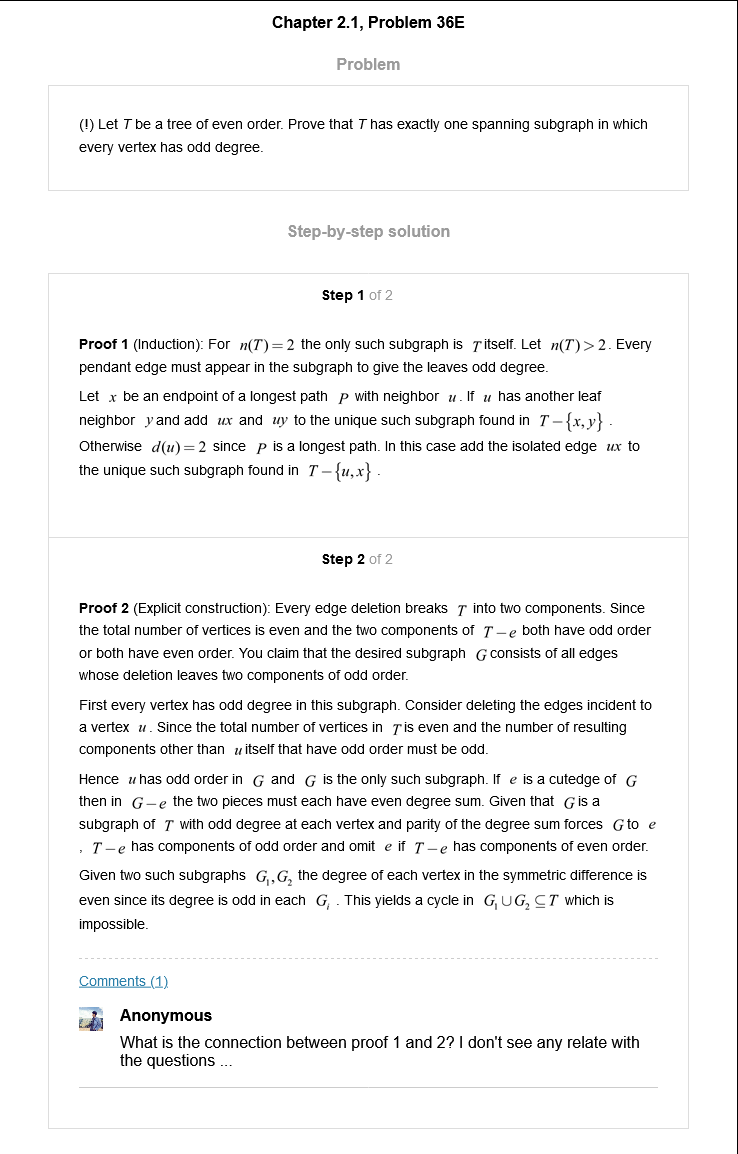 Chapter 2.1, Problem 36E
Problem
(!) Let T be a tree of even order. Prove that T has exactly one spanning subgraph in which
every vertex has odd degree.
Step-by-step solution
Step 1 of 2
Proof 1 (Induction): For n(T)=2 the only such subgraph is T itself. Let n(T)>2. Every
pendant edge must appear in the subgraph to give the leaves odd degree.
Let x be an endpoint of a longest path P with neighbor u. If u has another leaf
neighbor y and add ux and uy to the unique such subgraph found in T−{x,y}.
Otherwise d(u)=2 since P is a longest path. In this case add the isolated edge ux to
the unique such subgraph found in T−{u,x}.
Step 2 of 2
Proof 2 (Explicit construction): Every edge deletion breaks T into two components. Since
the total number of vertices is even and the two components of T−e both have odd order
or both have even order. You claim that the desired subgraph G consists of all edges
whose deletion leaves two components of odd order.
First every vertex has odd degree in this subgraph. Consider deleting the edges incident to
a vertex u. Since the total number of vertices in T is even and the number of resulting
components other than u itself that have odd order must be odd.
Hence u has odd order in G and G is the only such subgraph. If e is a cutedge of G
then in G−e the two pieces must each have even degree sum. Given that G is a
subgraph of T with odd degree at each vertex and parity of the degree sum forces G to e
, T−e has components of odd order and omit e if T−e has components of even order.
Given two such subgraphs G₁,G₂ the degree of each vertex in the symmetric difference is
even since its degree is odd in each Gᵢ. This yields a cycle in G₁∪G₂⊆T which is
impossible.
Comments (1)
Anonymous
What is the connection between proof 1 and 2? I don't see any relate with
the questions ...